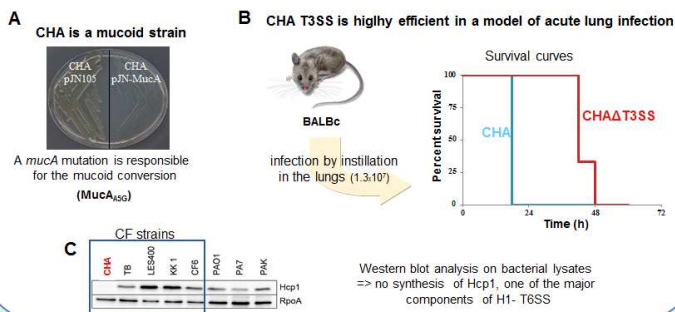 A
CHA is a mucoid strain
CHA
pJN105
CHA
pJN-MucA
A mucA mutation is responsible
for the mucoid conversion
(MucAA5G)
B
CHA T3SS is higlhy efficient in a model of acute lung infection
BALBc
infection by instillation
in the lungs (1.3x10⁷)
Survival curves
Percent survival
100
75
50
25
0
CHA
CHAΔT3SS
0 24 48 72
Time (h)
C
CF strains
CHA
TB
LES400
KK 1
CF6
PAO1
PA7
PAK
Hcp1
RpoA
Western blot analysis on bacterial lysates
=> no synthesis of Hcp1, one of the major
components of H1- T6SS